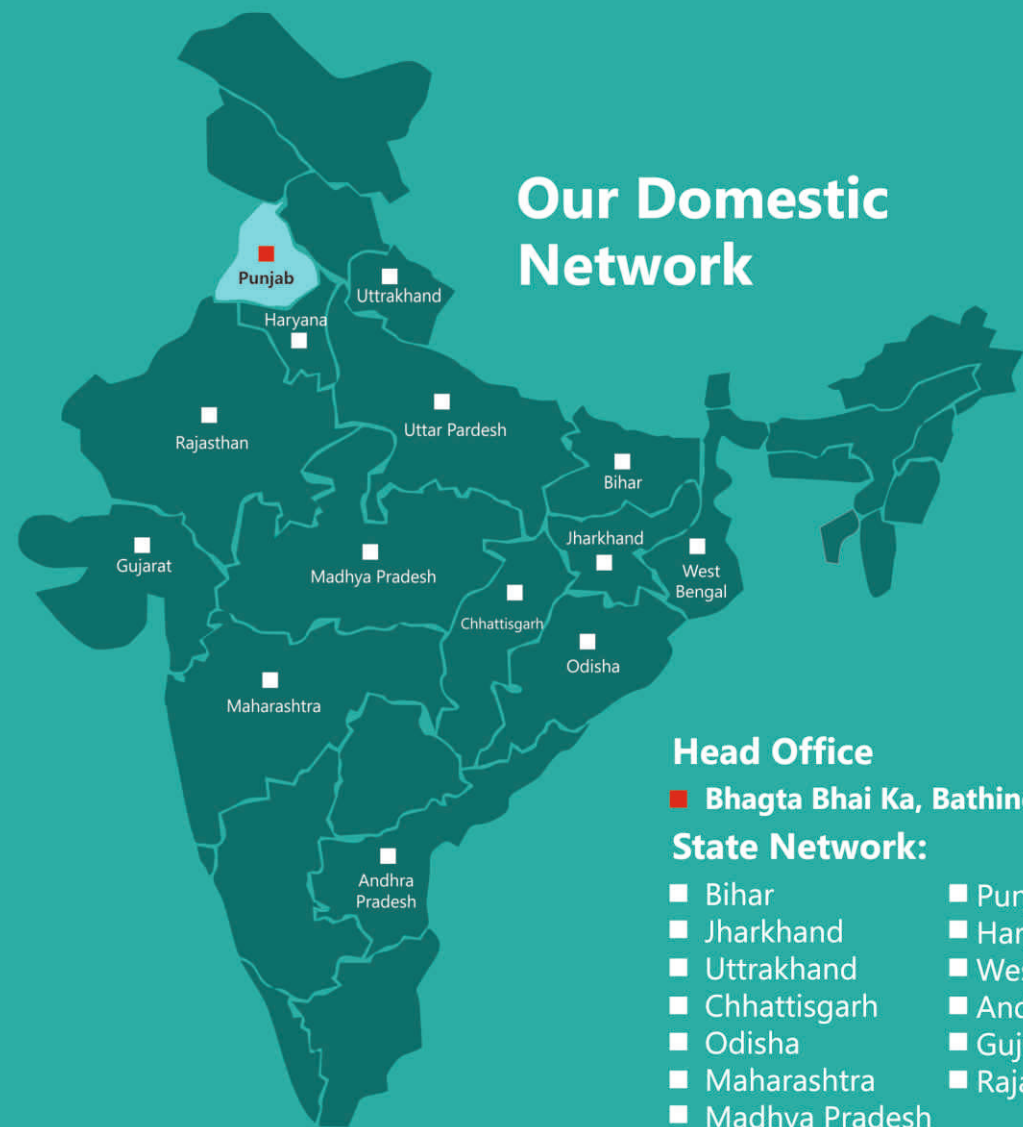 Our Domestic
Network
Punjab
Uttrakhand
Haryana
Rajasthan
Uttar Pardesh
Bihar
Gujarat
Madhya Pradesh
Jharkhand
West
Bengal
Chhattisgarh
Odisha
Maharashtra
Andhra
Pradesh
Head Office
Bhagta Bhai Ka,
State Network:
Bihar
Jharkhand
Uttrakhand
Chhattisgarh
Odisha
Maharashtra
Madhya Pradesh